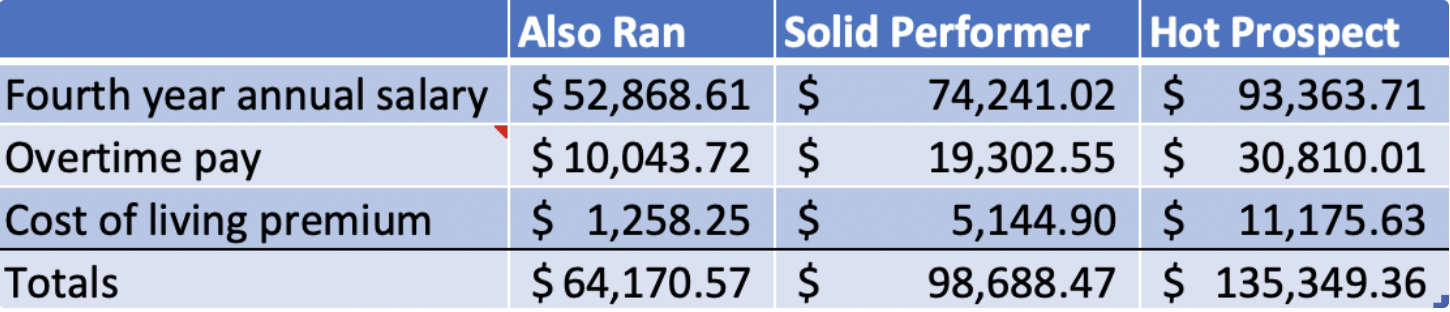 Also Ran Solid Performer Hot Prospect
Fourth year annual salary $ 52,868.61 $ 74,241.02 $ 93,363.71
Overtime pay $ 10,043.72 $ 19,302.55 $ 30,810.01
Cost of living premium $ 1,258.25 $ 5,144.90 $ 11,175.63
Totals $ 64,170.57 $ 98,688.47 $ 135,349.36